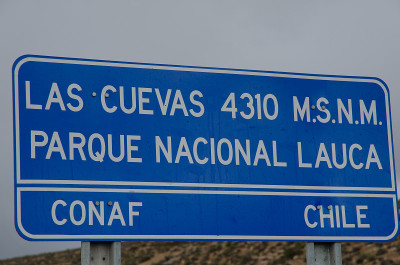 LAS CUEVAS 4310 M.S.N.M.
PARQUE NACIONAL LAUCA
CONAF CHILE